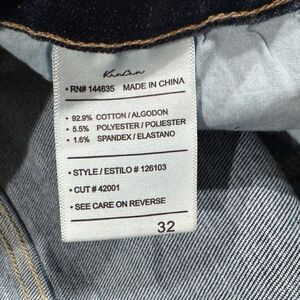 KanCan
• RN# 144635 MADE IN CHINA
• 92.9% COTTON / ALGODON
• 5.5% POLYESTER / POLIESTER
• 1.6% SPANDEX / ELASTANO
• STYLE / ESTILO # 126103
• CUT # 42001
• SEE CARE ON REVERSE
32